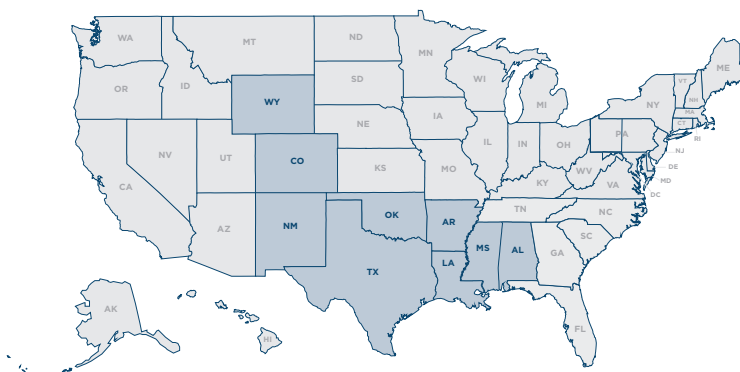 WA
MT
ND
MN
ME
VT
NH
OR
ID
SD
WI
MI
NY
MA
CT
RI
WY
NE
IA
PA
NJ
NV
UT
CO
IL
IN
OH
WV
DE
MD
DC
CA
KS
MO
KY
VA
AZ
NM
OK
AR
TN
NC
SC
TX
LA
MS
AL
GA
FL
AK
HI